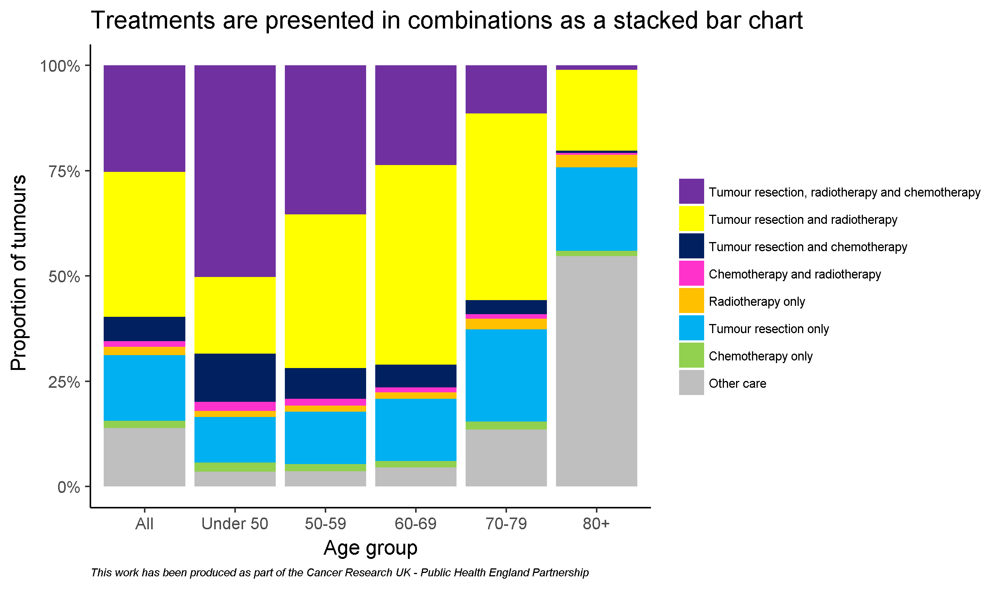 Treatments are presented in combinations as a stacked bar chart
100%
75%
50%
25%
0%
Proportion of tumours
All
Under 50
50-59
60-69
70-79
80+
Age group
Tumour resection, radiotherapy and chemotherapy
Tumour resection and radiotherapy
Tumour resection and chemotherapy
Chemotherapy and radiotherapy
Radiotherapy only
Tumour resection only
Chemotherapy only
Other care
This work has been produced as part of the Cancer Research UK - Public Health England Partnership